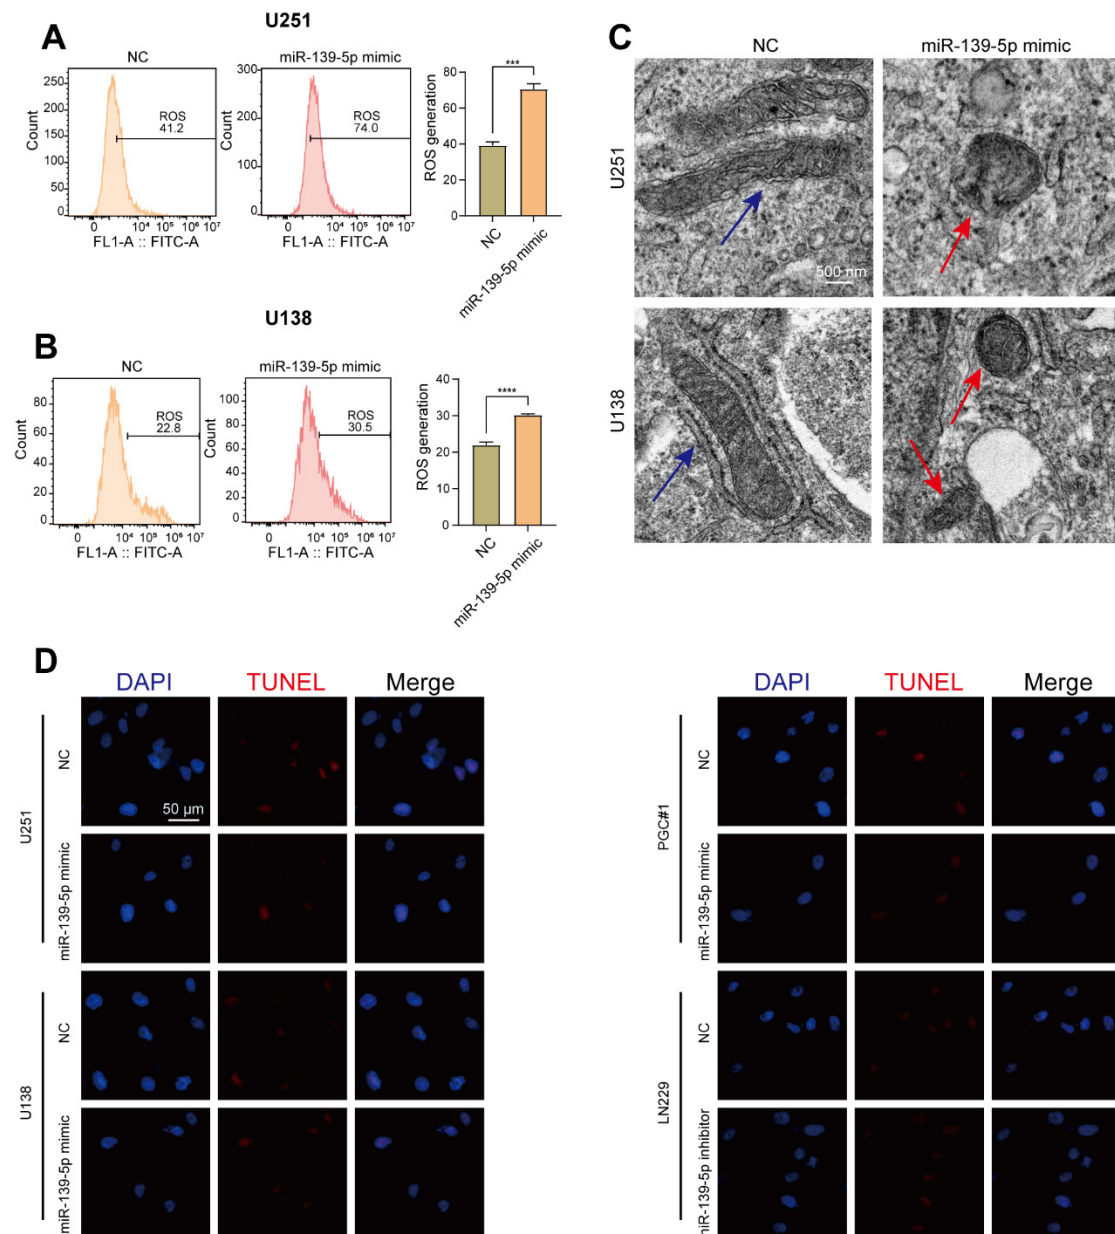 U251
A
NC
miR-139-5p mimic
Count
250
200
150
100
50
0
ROS
41.2
0 10⁴ 10⁵ 10⁶ 10⁷
FL1-A :: FITC-A
Count
300
200
100
0
ROS
74.0
0 10⁴ 10⁵ 10⁶ 10⁷
FL1-A :: FITC-A
ROS generation
80
60
40
20
0
***
NC
miR-139-5p mimic
U138
B
NC
miR-139-5p mimic
Count
80
60
40
20
0
ROS
22.8
0 10⁴ 10⁵ 10⁶ 10⁷
FL1-A :: FITC-A
Count
100
80
60
40
20
0
ROS
30.5
0 10⁴ 10⁵ 10⁶ 10⁷
FL1-A :: FITC-A
ROS generation
40
30
20
10
0
****
NC
miR-139-5p mimic
C
NC
miR-139-5p mimic
U251
500 nm
U138
D
DAPI TUNEL Merge
U251
NC
50 µm
miR-139-5p mimic
U138
NC
miR-139-5p mimic
DAPI TUNEL Merge
PGC#1
NC
miR-139-5p mimic
LN229
NC
miR-139-5p inhibitor